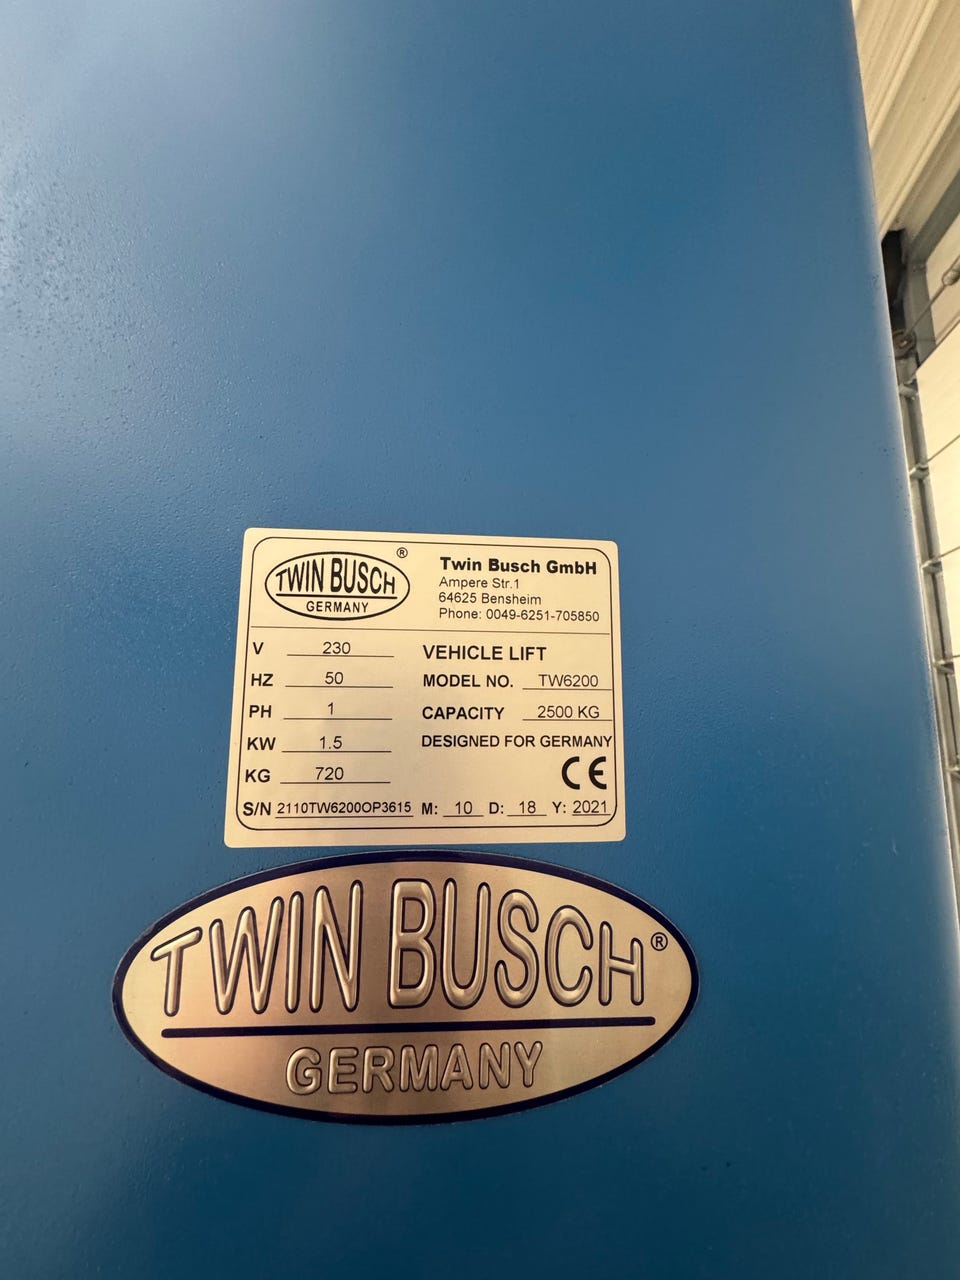 TWIN BUSCH ®
GERMANY
Twin Busch GmbH
Ampere Str.1
64625 Bensheim
Phone: 0049-6251-705850
V 230
HZ 50
PH 1
KW 1.5
KG 720
VEHICLE LIFT
MODEL NO. TW6200
CAPACITY 2500 KG
DESIGNED FOR GERMANY
CE
S/N 2110TW6200OP3615 M: 10 D: 18 Y: 2021
TWIN BUSCH ®
GERMANY